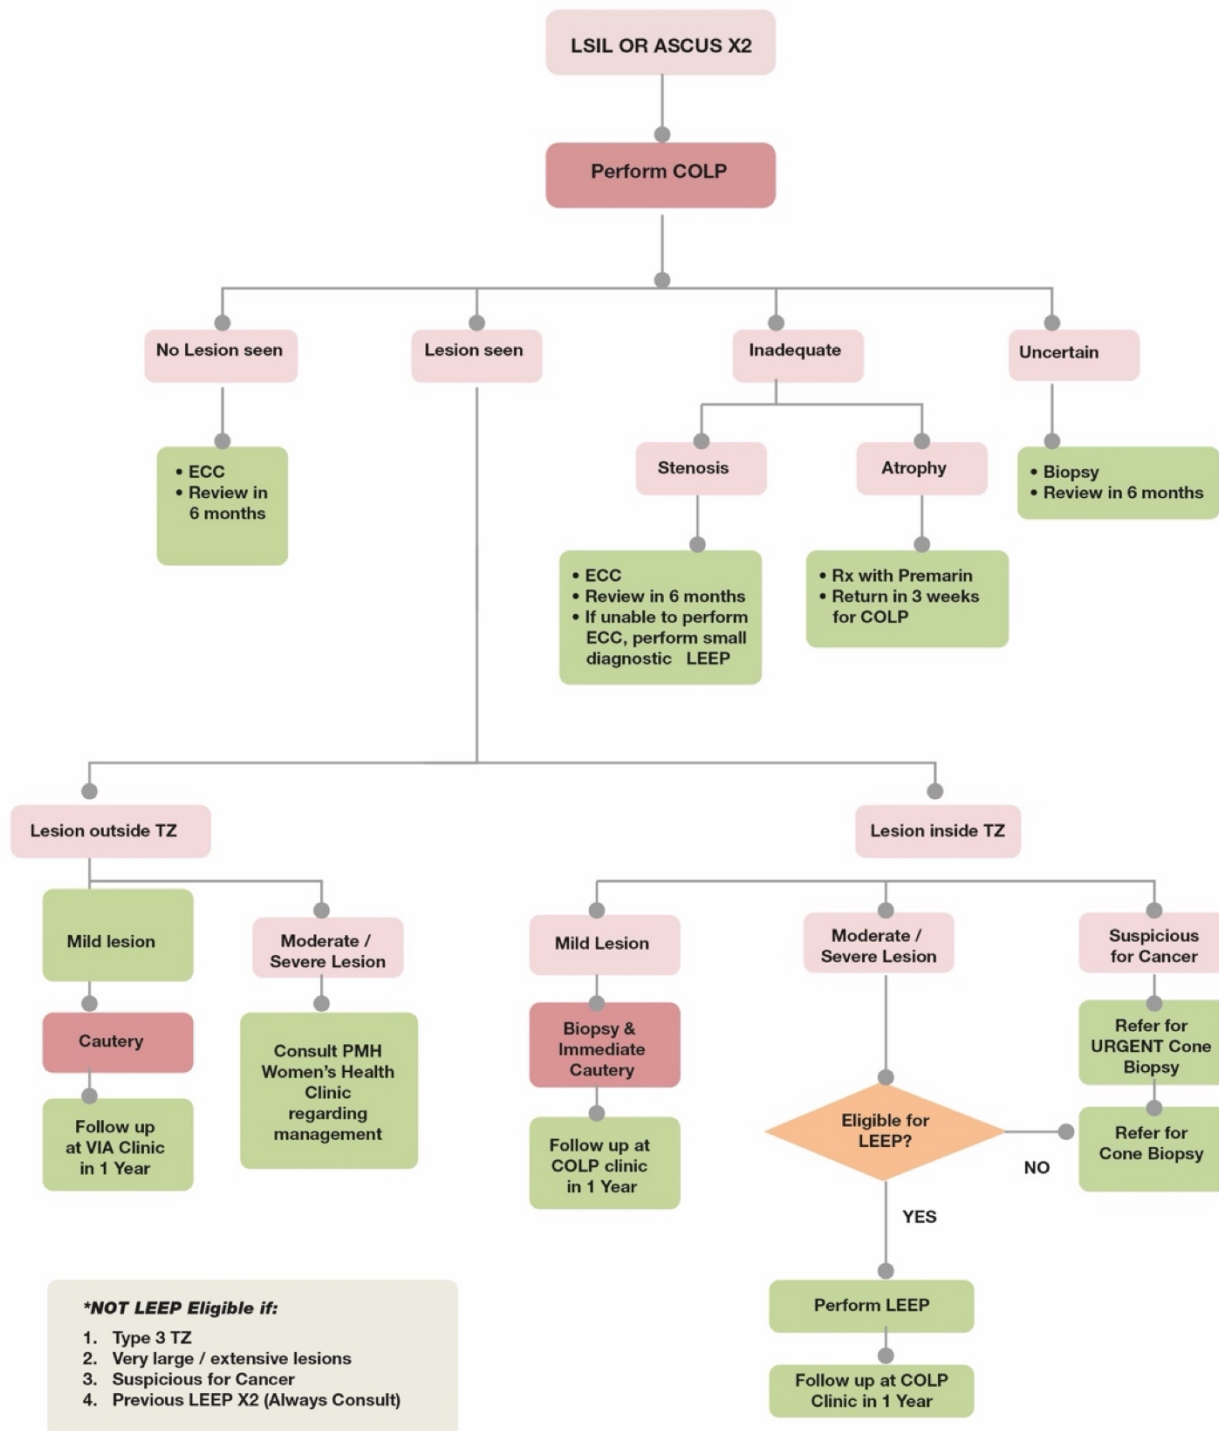 LSIL OR ASCUS X2
Perform COLP
No Lesion seen
Lesion seen
Inadequate
Uncertain
• ECC
• Review in
6 months
Stenosis
Atrophy
• Biopsy
• Review in 6 months
• ECC
• Review in 6 months
• If unable to perform
ECC, perform small
diagnostic LEEP
• Rx with Premarin
• Return in 3 weeks
for COLP
Lesion outside TZ
Lesion inside TZ
Mild lesion
Moderate /
Severe Lesion
Mild Lesion
Moderate /
Severe Lesion
Suspicious
for Cancer
Cautery
Consult PMH
Women's Health
Clinic
regarding
management
Biopsy &
Immediate
Cautery
Refer for
URGENT Cone
Biopsy
Follow up
at VIA Clinic
in 1 Year
Follow up at
COLP clinic
in 1 Year
Eligible for
LEEP?
NO
Refer for
Cone Biopsy
YES
Perform LEEP
Follow up at COLP
Clinic in 1 Year
*NOT LEEP Eligible if:
1. Type 3 TZ
2. Very large / extensive lesions
3. Suspicious for Cancer
4. Previous LEEP X2 (Always Consult)